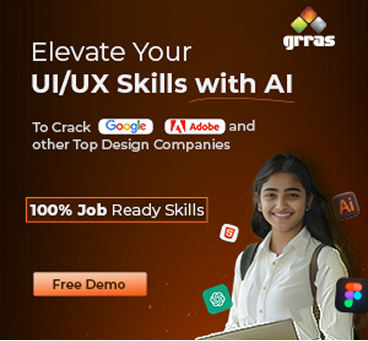 grras
Elevate Your
UI/UX Skills with AI
To Crack Google Adobe and
other Top Design Companies
100% Job Ready Skills
Ai
Free Demo